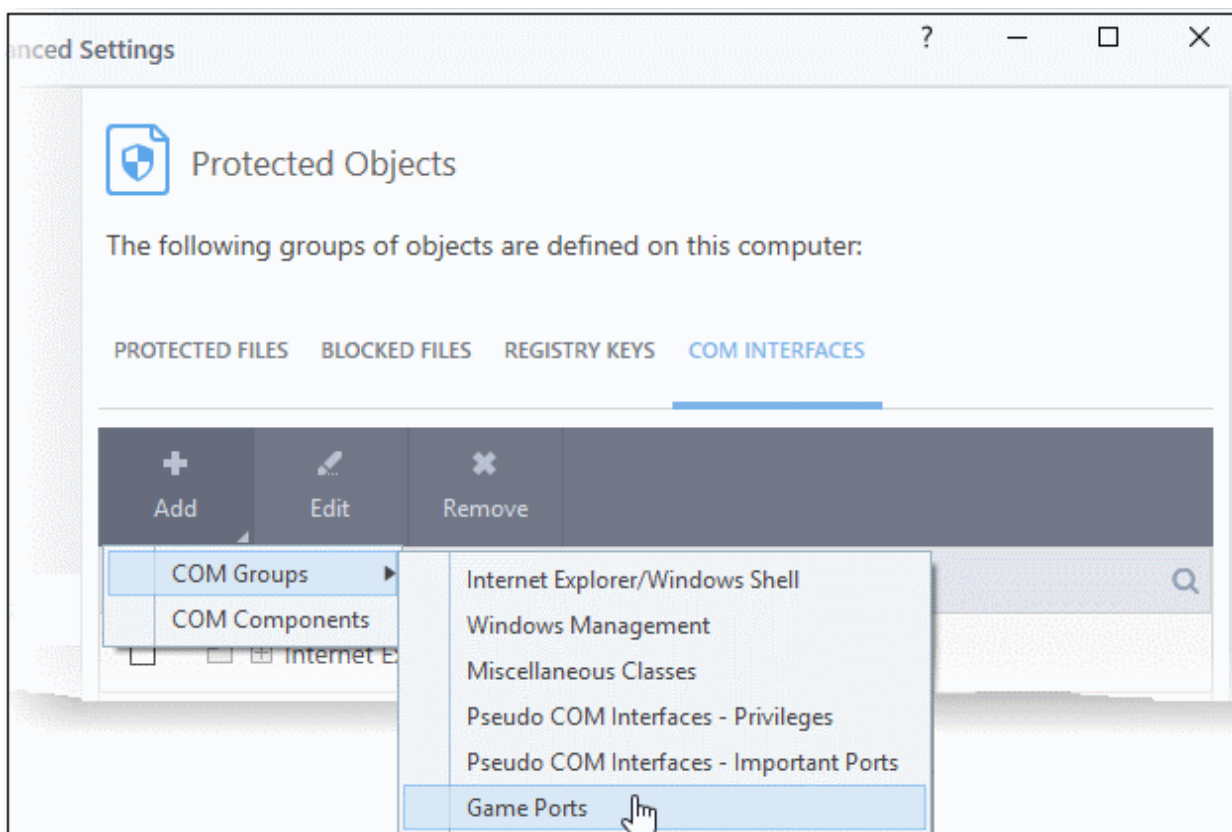 anced Settings
?
Protected Objects
The following groups of objects are defined on this computer:
PROTECTED FILES BLOCKED FILES REGISTRY KEYS COM INTERFACES
Add Edit Remove
COM Groups
COM Components
Internet Ex
Internet Explorer/Windows Shell
Windows Management
Miscellaneous Classes
Pseudo COM Interfaces - Privileges
Pseudo COM Interfaces - Important Ports
Game Ports